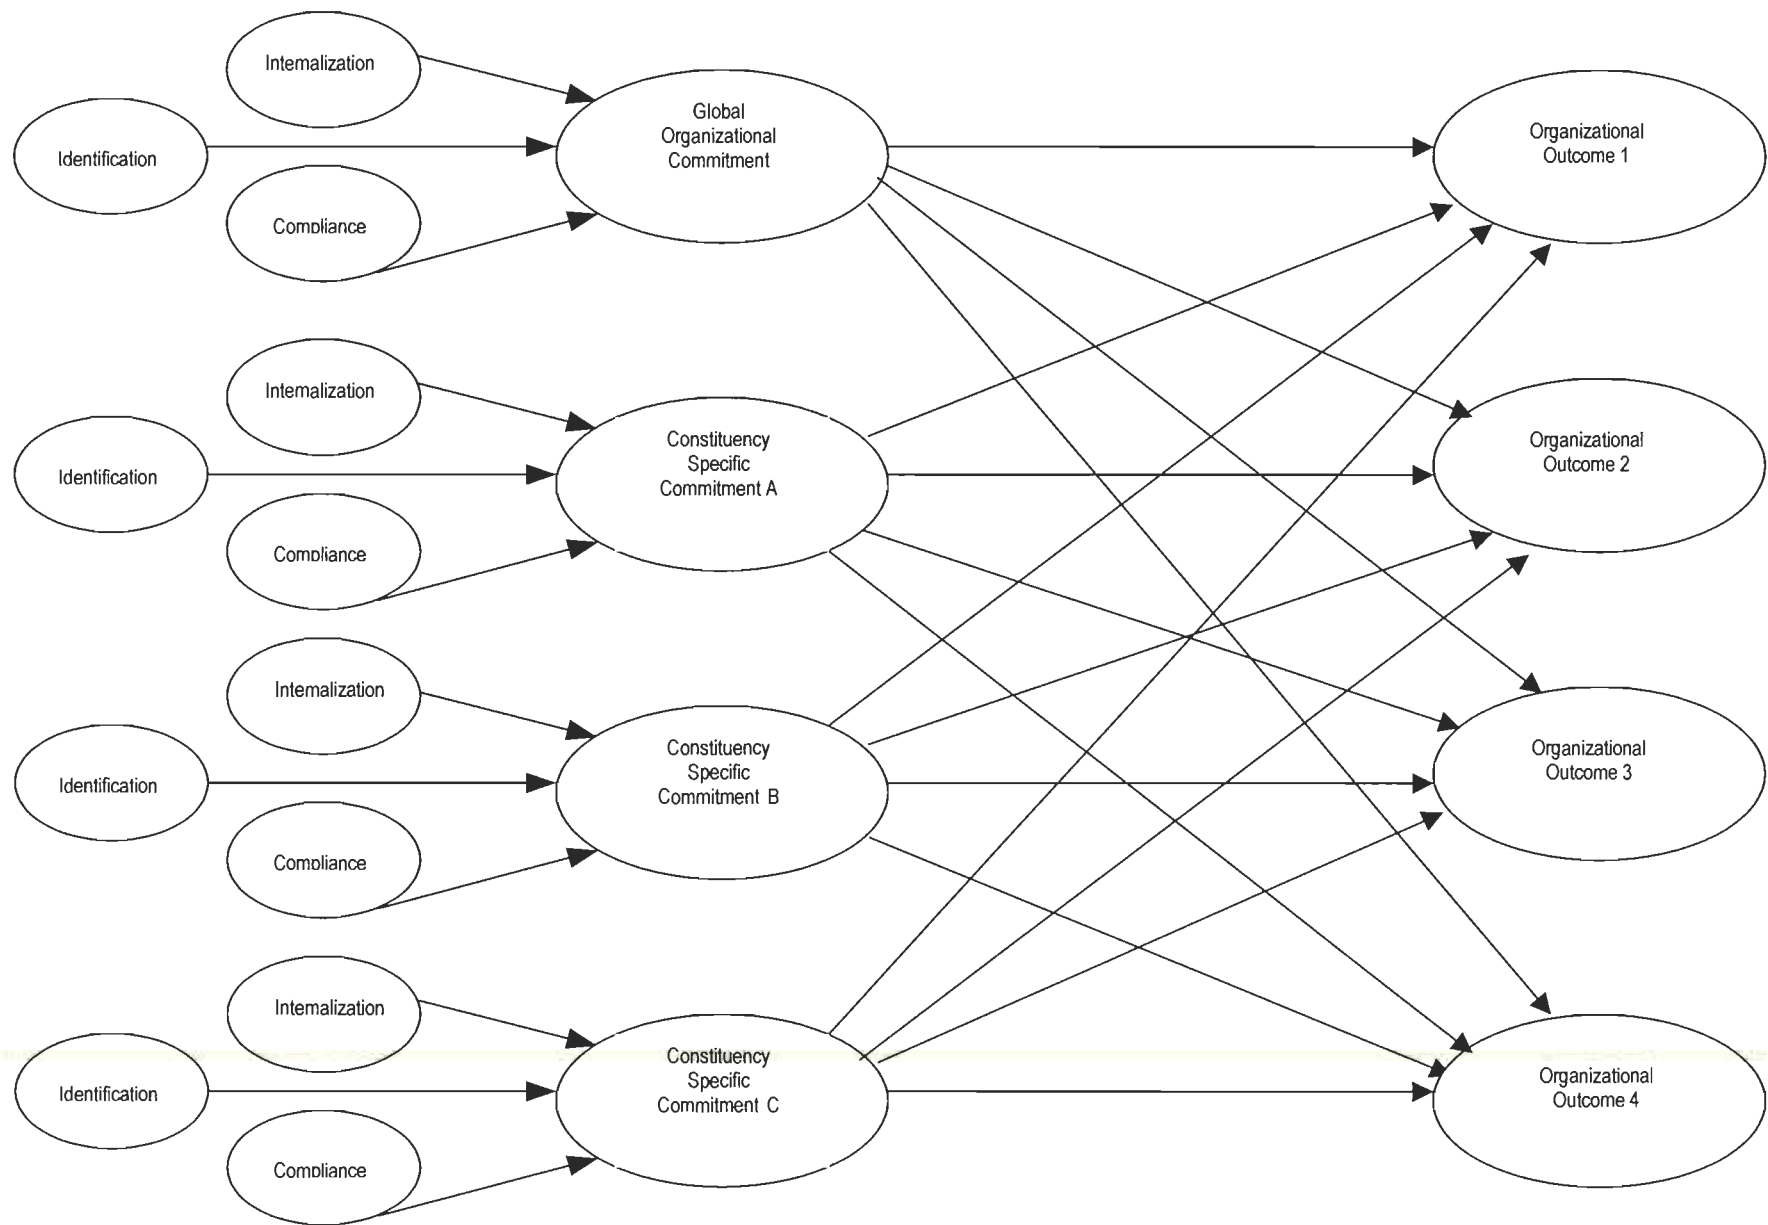 Internalization
Identification
Compliance
Global
Organizational
Commitment
Organizational
Outcome 1
Internalization
Identification
Compliance
Constituency
Specific
Commitment A
Organizational
Outcome 2
Internalization
Identification
Compliance
Constituency
Specific
Commitment B
Organizational
Outcome 3
Internalization
Identification
Compliance
Constituency
Specific
Commitment C
Organizational
Outcome 4